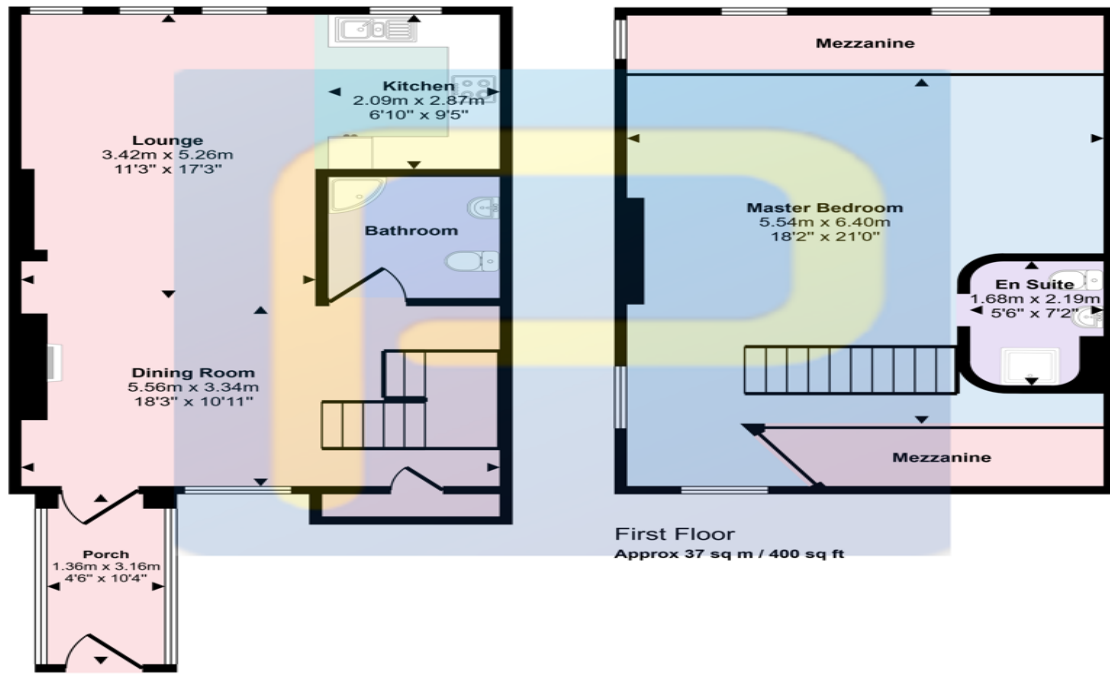 Lounge
3.42m x 5.26m
11'3" x 17'3"
Kitchen
2.09m x 2.87m
6'10" x 9'5"
Bathroom
Dining Room
5.56m x 3.34m
18'3" x 10'11"
Porch
1.36m x 3.16m
4'6" x 10'4"
Mezzanine
Master Bedroom
5.54m x 6.40m
18'2" x 21'0"
En Suite
1.68m x 2.19m
5'6" x 7'2"
Mezzanine
First Floor
Approx 37 sq m / 400 sq ft